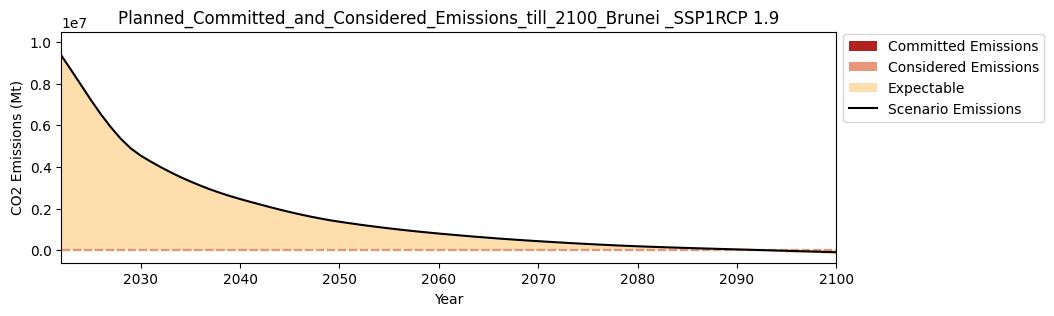 Planned_Committed_and_Considered_Emissions_till_2100_Brunei _SSP1RCP 1.9
1e7
1.0
0.8
0.6
0.4
0.2
0.0
CO2 Emissions (Mt)
2030 2040 2050 2060 2070 2080 2090 2100
Year
Committed Emissions
Considered Emissions
Expectable
Scenario Emissions